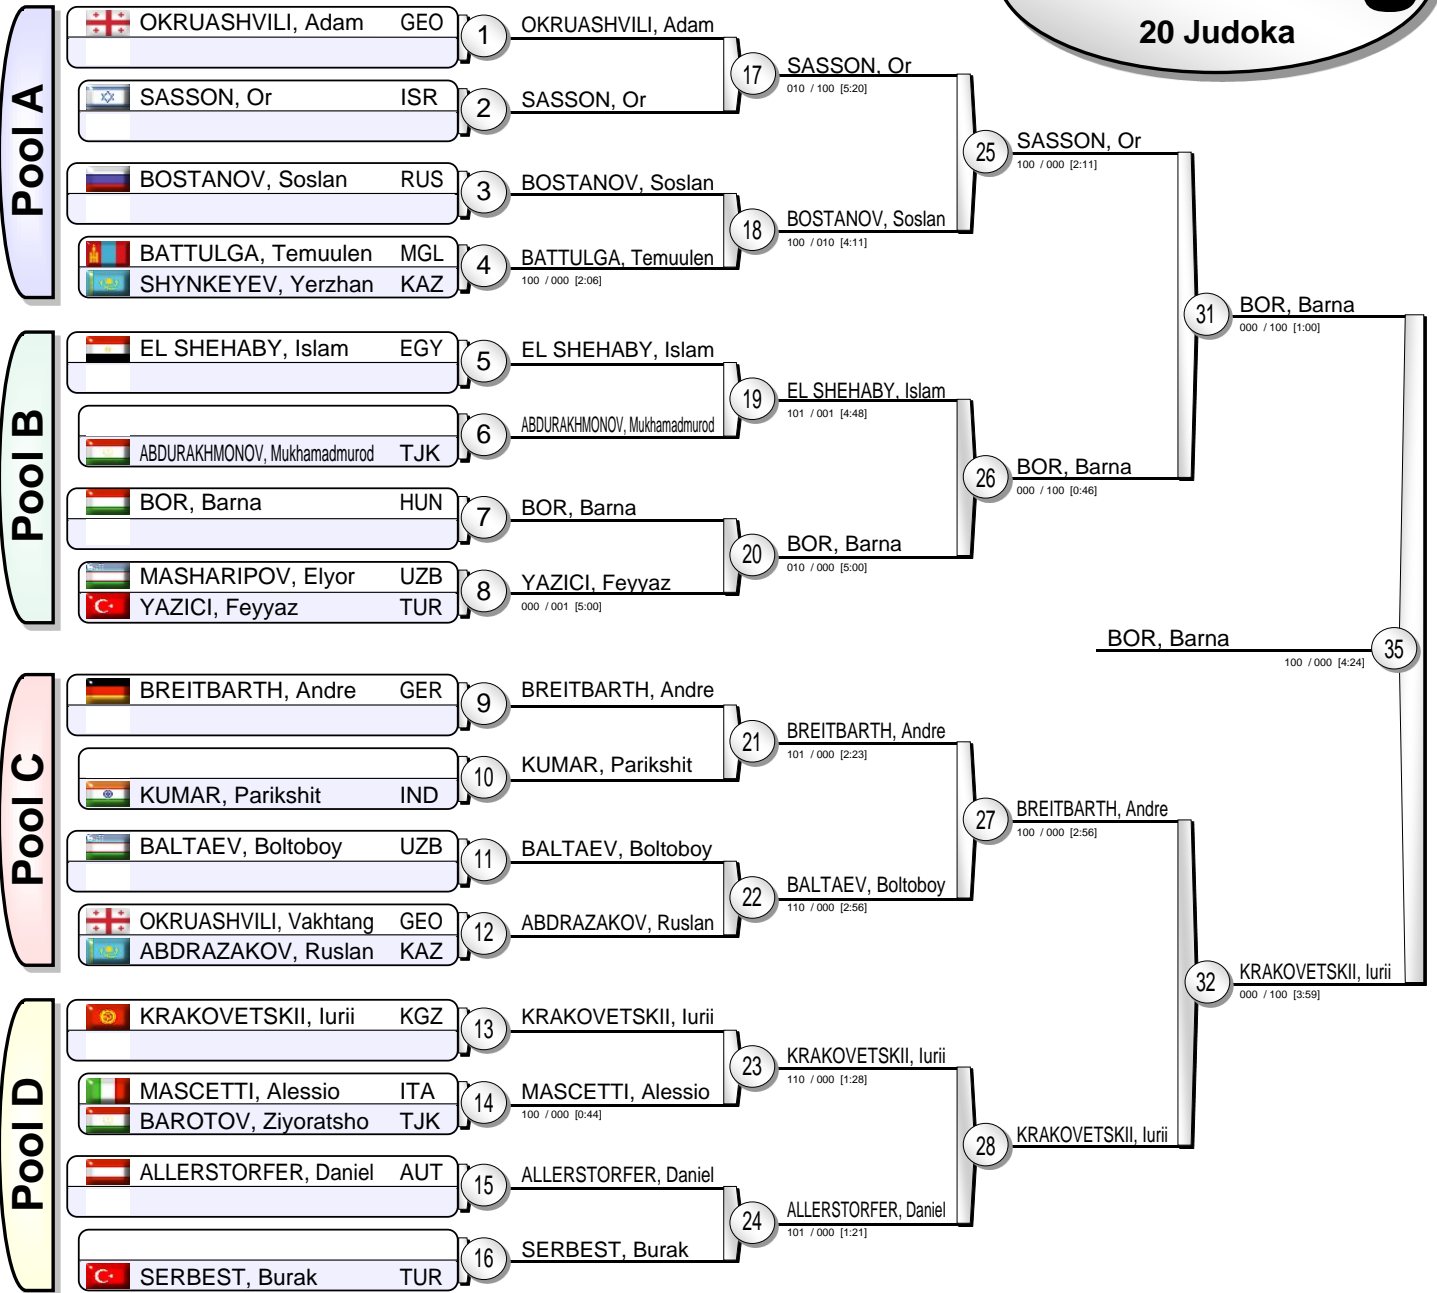 20 Judoka
Pool A
OKRUASHVILI, Adam GEO
1
OKRUASHVILI, Adam
SASSON, Or ISR
2
SASSON, Or
17
SASSON, Or
010 / 100 [5:20]
BOSTANOV, Soslan RUS
3
BOSTANOV, Soslan
BATTULGA, Temuulen MGL
SHYNKEYEV, Yerzhan KAZ
4
BATTULGA, Temuulen
100 / 000 [2:06]
18
BOSTANOV, Soslan
100 / 010 [4:11]
25
SASSON, Or
100 / 000 [2:11]
Pool B
EL SHEHABY, Islam EGY
5
EL SHEHABY, Islam
ABDURAKHMONOV, Mukhamadmurod TJK
6
ABDURAKHMONOV, Mukhamadmurod
19
EL SHEHABY, Islam
101 / 001 [4:48]
BOR, Barna HUN
7
BOR, Barna
MASHARIPOV, Elyor UZB
YAZICI, Feyyaz TUR
8
YAZICI, Feyyaz
000 / 001 [5:00]
20
BOR, Barna
010 / 000 [5:00]
26
BOR, Barna
000 / 100 [0:46]
31
BOR, Barna
000 / 100 [1:00]
BOR, Barna
100 / 000 [4:24]
35
Pool C
BREITBARTH, Andre GER
9
BREITBARTH, Andre
KUMAR, Parikshit IND
10
KUMAR, Parikshit
21
BREITBARTH, Andre
101 / 000 [2:23]
BALTAEV, Boltoboy UZB
11
BALTAEV, Boltoboy
OKRUASHVILI, Vakhtang GEO
ABDRAZAKOV, Ruslan KAZ
12
ABDRAZAKOV, Ruslan
22
BALTAEV, Boltoboy
110 / 000 [2:56]
27
BREITBARTH, Andre
100 / 000 [2:56]
Pool D
KRAKOVETSKII, Iurii KGZ
13
KRAKOVETSKII, Iurii
MASCETTI, Alessio ITA
BAROTOV, Ziyoratsho TJK
14
MASCETTI, Alessio
100 / 000 [0:44]
23
KRAKOVETSKII, Iurii
110 / 000 [1:28]
ALLERSTORFER, Daniel AUT
15
ALLERSTORFER, Daniel
SERBEST, Burak TUR
16
SERBEST, Burak
24
ALLERSTORFER, Daniel
101 / 000 [1:21]
28
KRAKOVETSKII, Iurii
32
KRAKOVETSKII, Iurii
000 / 100 [3:59]